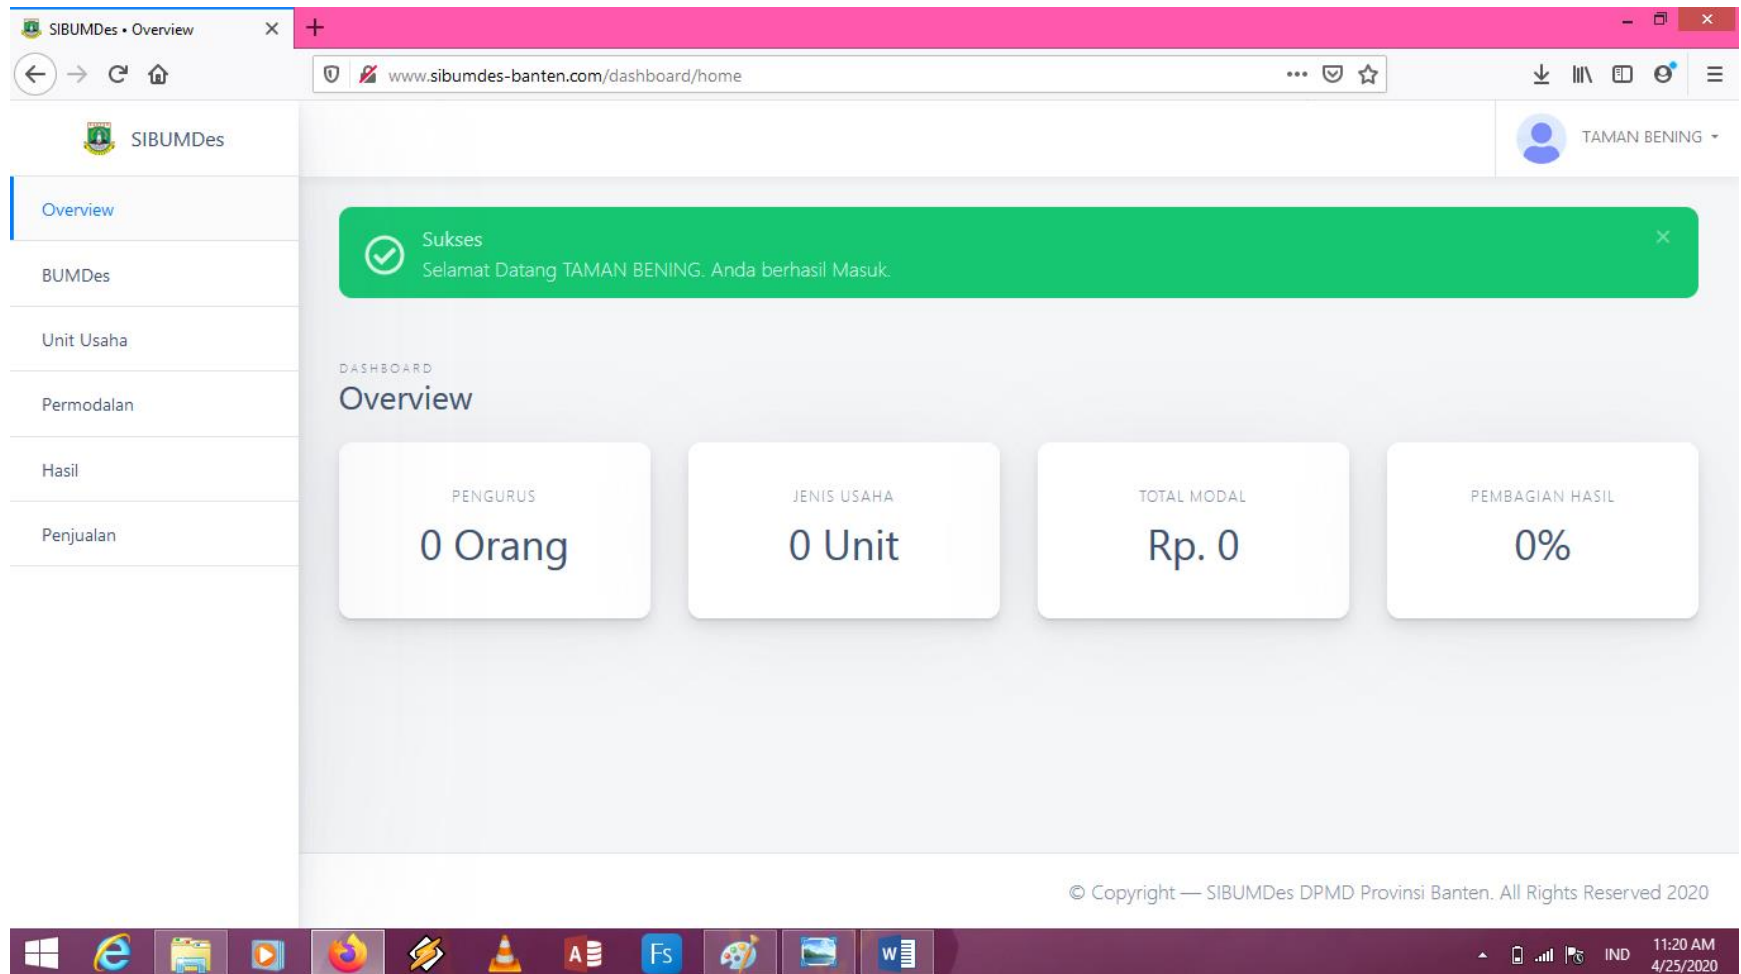 SIBUMDes • Overview
www.sibumdes-banten.com/dashboard/home
SIBUMDes
TAMAN BENING
Overview
BUMDes
Unit Usaha
Permodalan
Hasil
Penjualan
Sukses
Selamat Datang TAMAN BENING. Anda berhasil Masuk.
DASHBOARD
Overview
PENGURUS
0 Orang
JENIS USAHA
0 Unit
TOTAL MODAL
Rp. 0
PEMBAGIAN HASIL
0%
© Copyright — SIBUMDes DPMD Provinsi Banten. All Rights Reserved 2020
Fs
IND
11:20 AM
4/25/2020